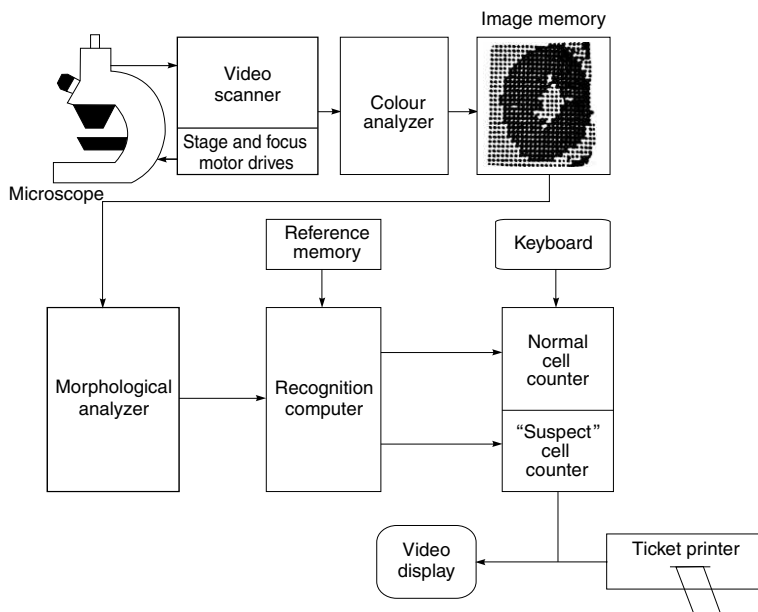 Image memory
Video
scanner
Stage and focus
motor drives
Colour
analyzer
Microscope
Reference
memory
Keyboard
Morphological
analyzer
Recognition
computer
Normal
cell
counter
“Suspect”
cell
counter
Video
display
Ticket printer